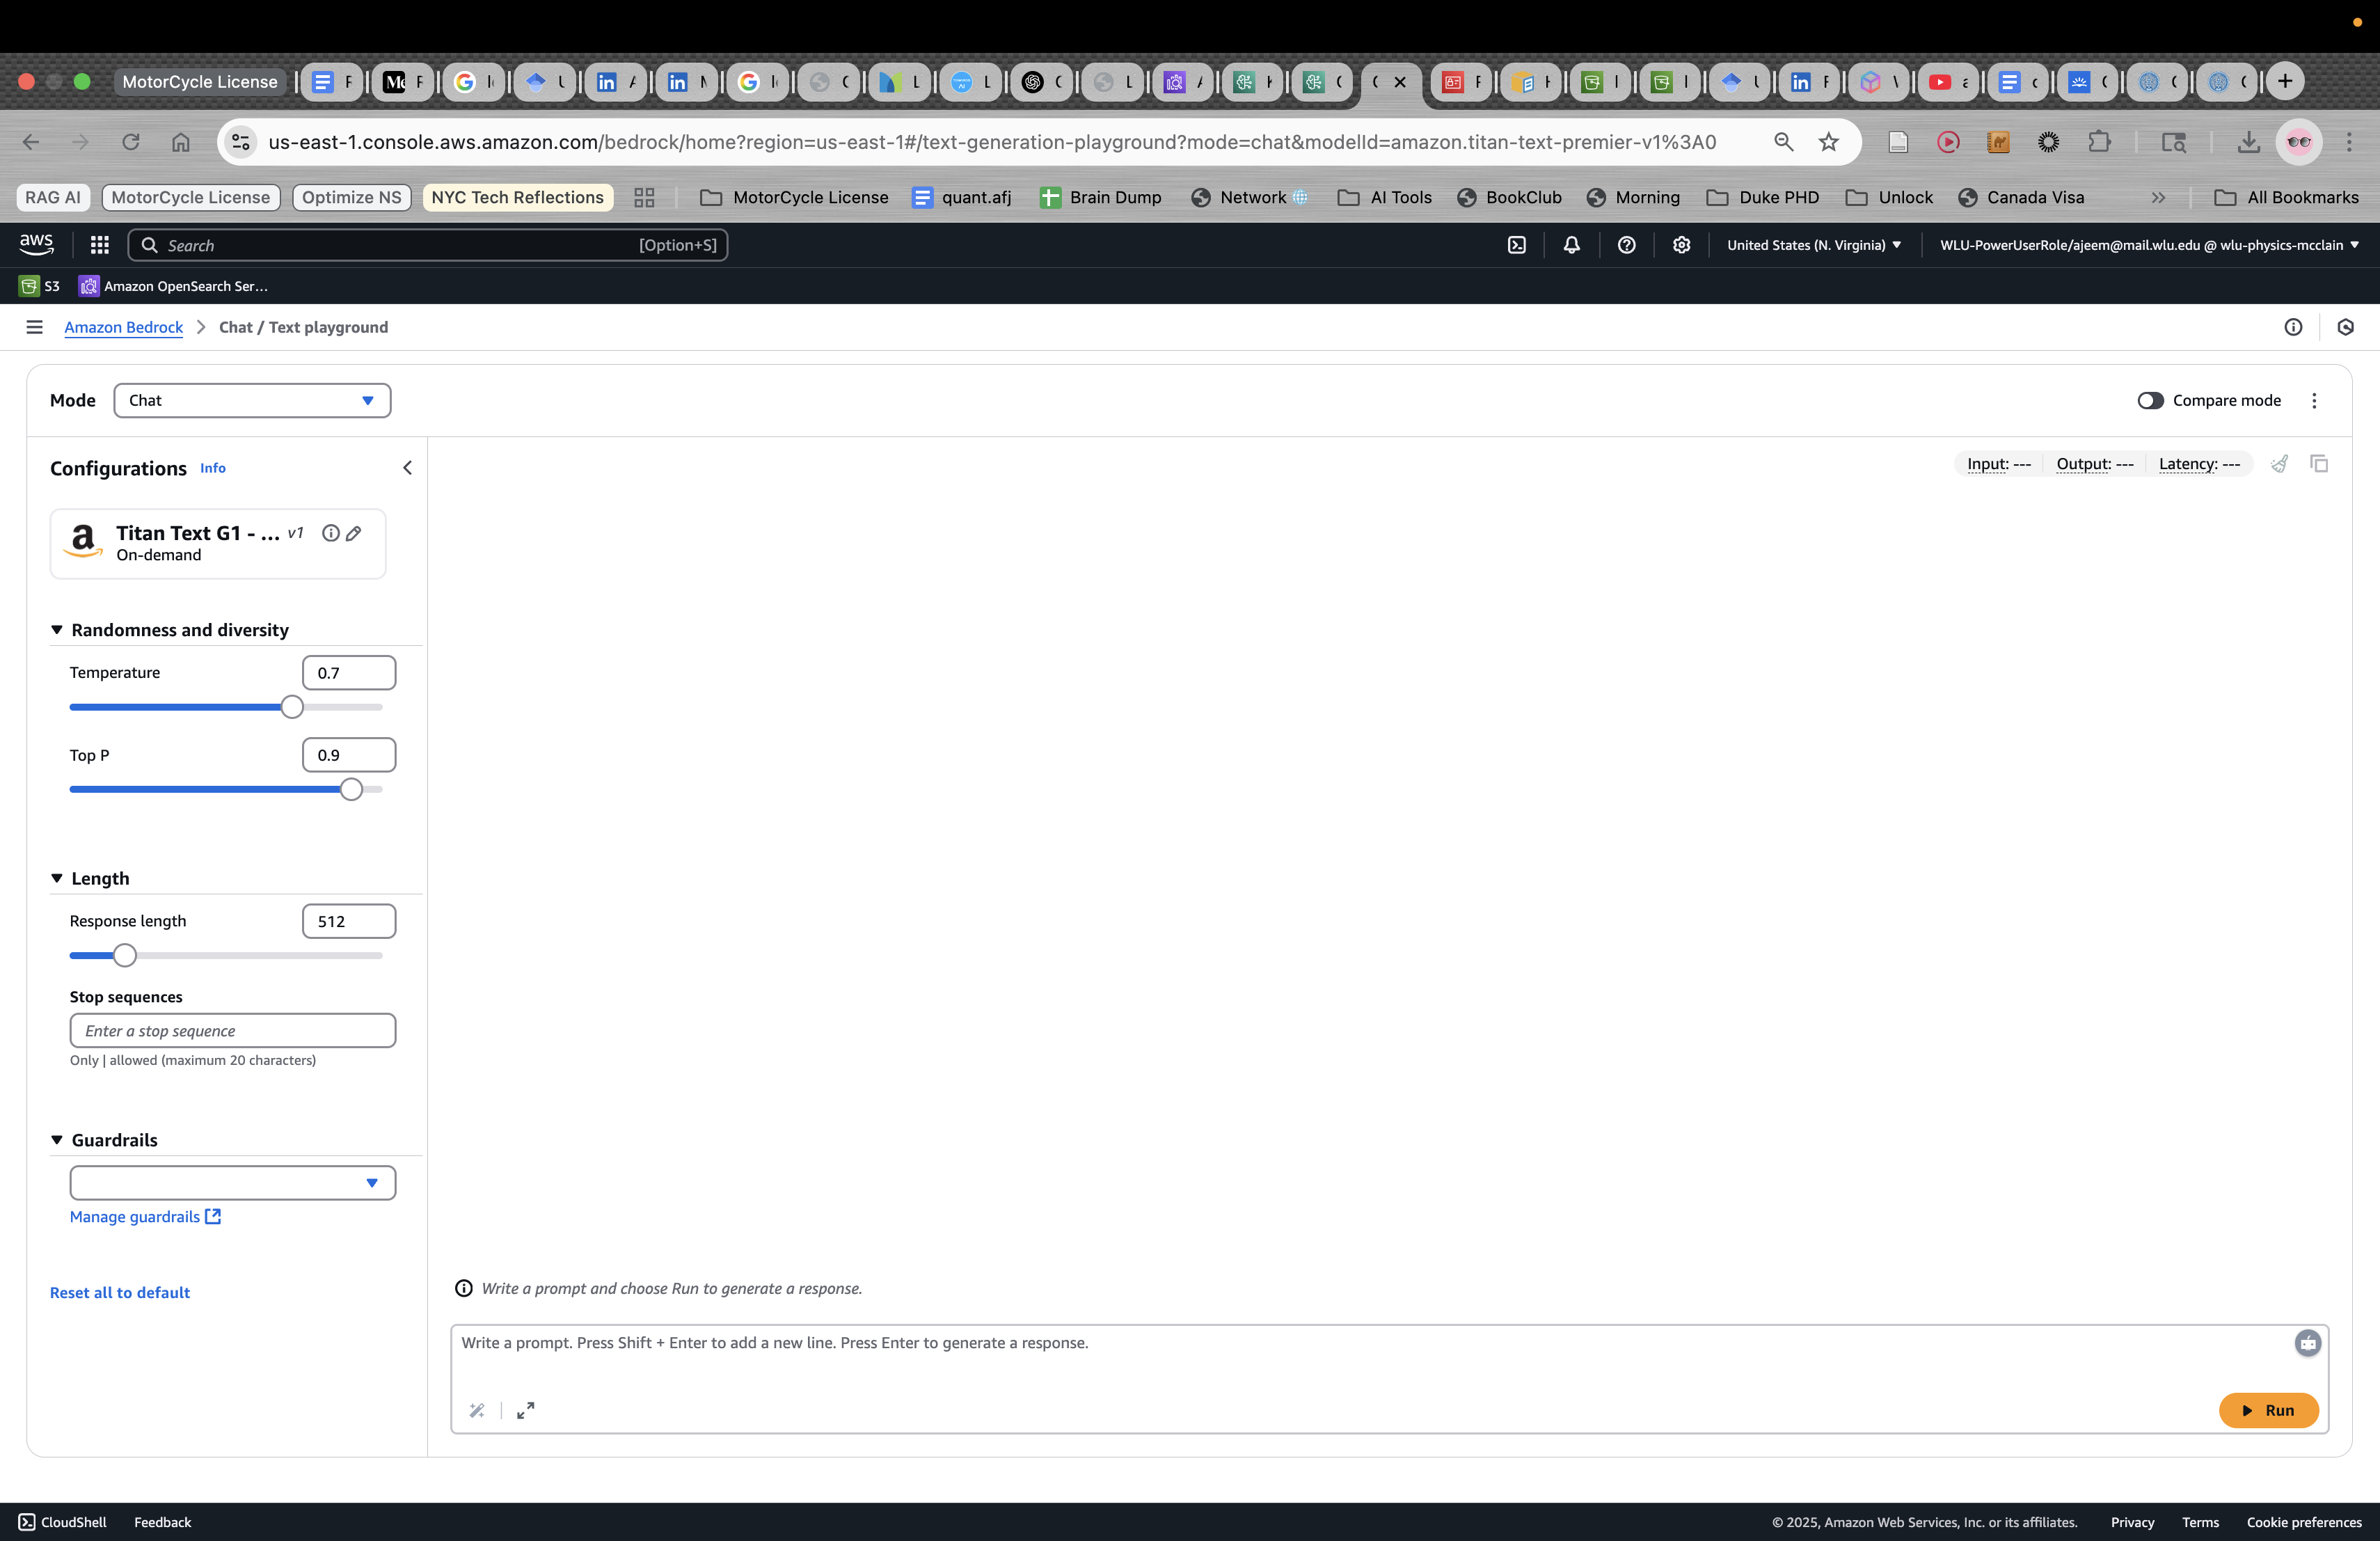 MotorCycle License
us-east-1.console.aws.amazon.com/bedrock/home?region=us-east-1#/text-generation-playground?mode=chat&modelId=amazon.titan-text-premier-v1%3A0
RAG AI MotorCycle License Optimize NS NYC Tech Reflections MotorCycle License quant.afj Brain Dump Network AI Tools BookClub Morning Duke PHD Unlock Canada Visa » All Bookmarks
aws Search [Option+S] United States (N. Virginia) WLU-PowerUserRole/ajeem@mail.wlu.edu @ wlu-physics-mcclain
S3 Amazon OpenSearch Ser...
Amazon Bedrock > Chat / Text playground
Mode Chat Compare mode
Configurations Info Input: --- Output: --- Latency: ---
Titan Text G1 - ... v1
On-demand
Randomness and diversity
Temperature 0.7
Top P 0.9
Length
Response length 512
Stop sequences
Enter a stop sequence
Only | allowed (maximum 20 characters)
Guardrails
Manage guardrails
Reset all to default
Write a prompt and choose Run to generate a response.
Write a prompt. Press Shift + Enter to add a new line. Press Enter to generate a response.
Run
CloudShell Feedback © 2025, Amazon Web Services, Inc. or its affiliates. Privacy Terms Cookie preferences